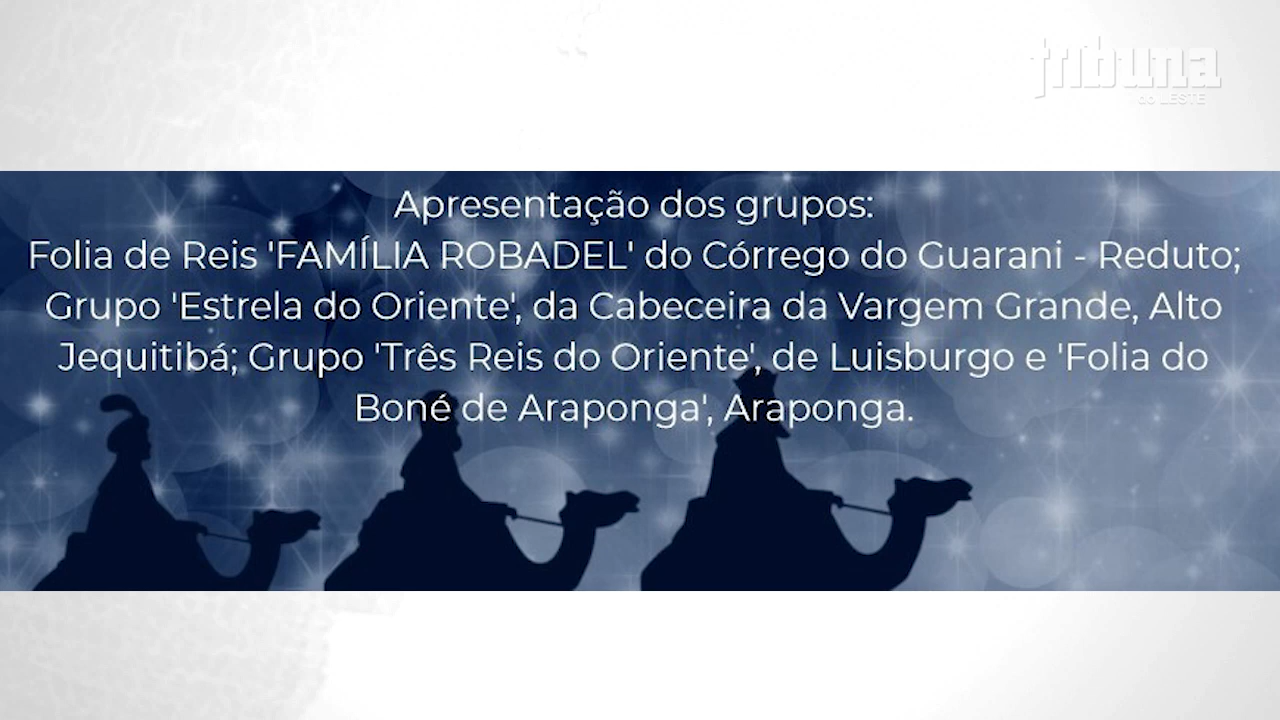 tribuna
do LESTE
Apresentação dos grupos:
Folia de Reis 'FAMÍLIA ROBADEL' do Córrego do Guarani - Reduto;
Grupo 'Estrela do Oriente', da Cabeceira da Vargem Grande, Alto
Jequitibá; Grupo 'Três Reis do Oriente', de Luisburgo e 'Folia do
Boné de Araponga', Araponga.